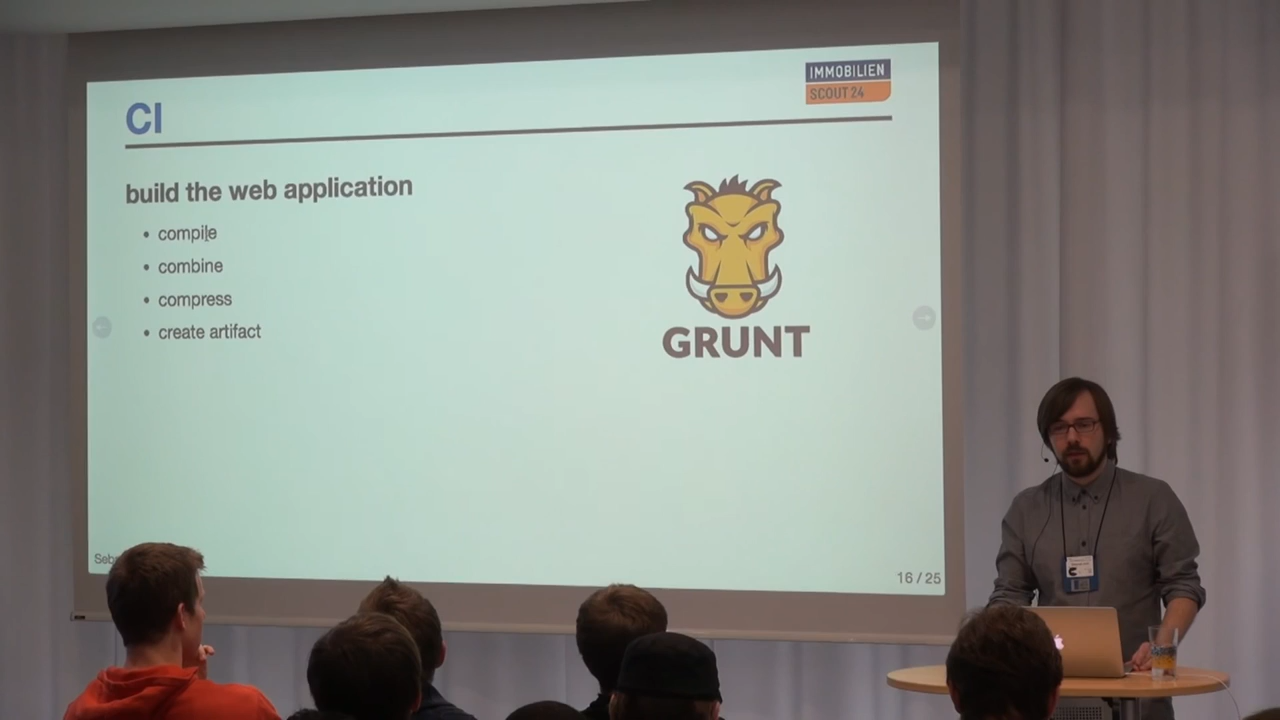 CI
IMMOBILIEN
SCOUT 24
build the web application
• compile
• combine
• compress
• create artifact
GRUNT
16 / 25